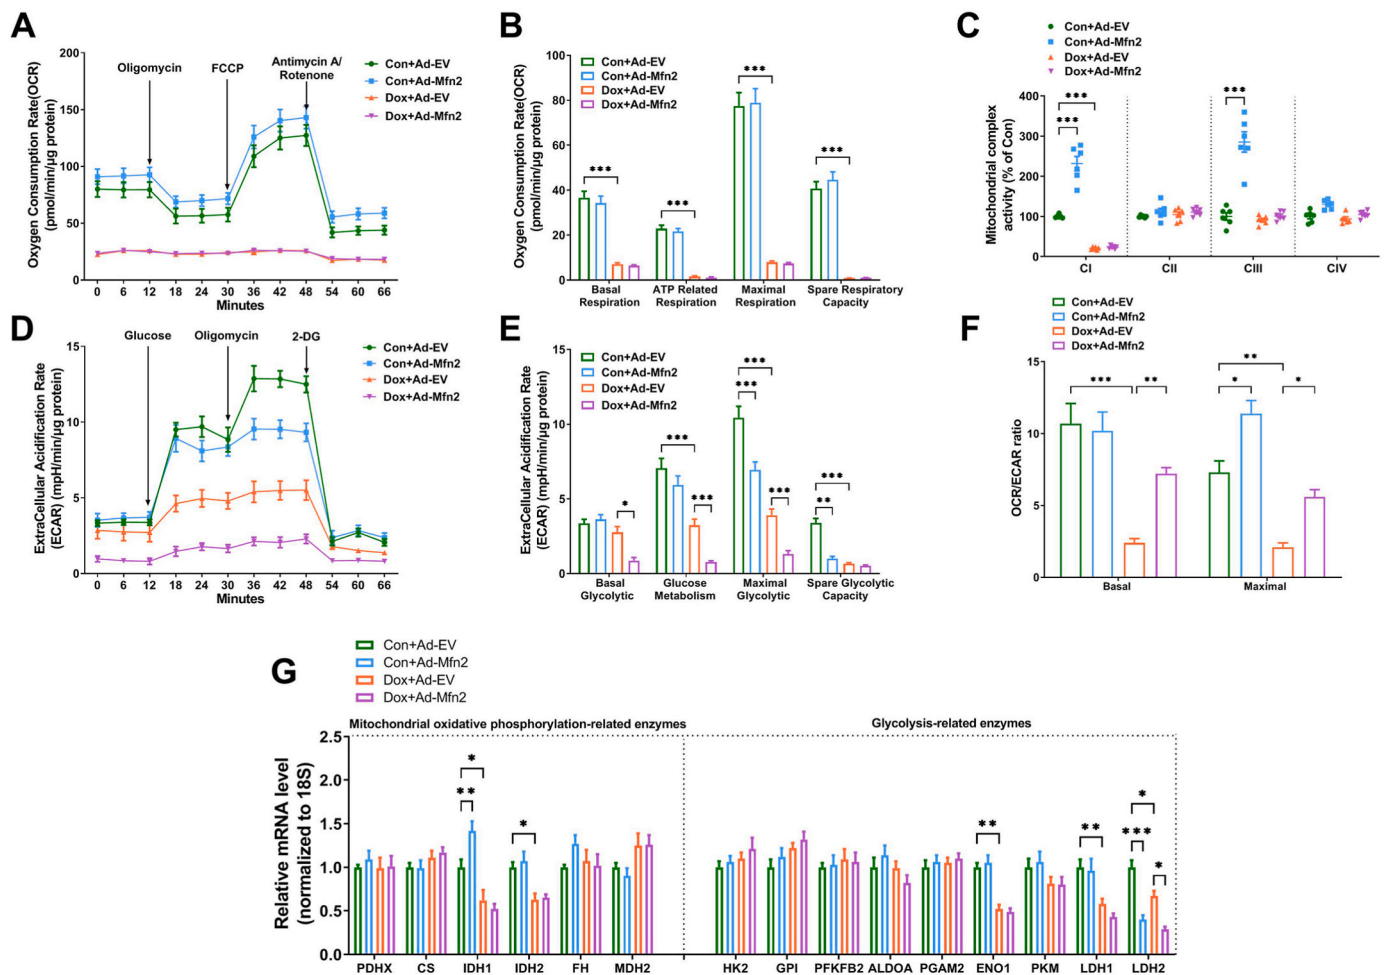 A
Oxygen Consumption Rate(OCR)
(pmol/min/µg protein)
200
150
100
50
0
Oligomycin
FCCP
Antimycin A/
Rotenone
Con+Ad-EV
Con+Ad-Mfn2
Dox+Ad-EV
Dox+Ad-Mfn2
0 6 12 18 24 30 36 42 48 54 60 66
Minutes
B
Oxygen Consumption Rate(OCR)
(pmol/min/µg protein)
100
80
60
40
20
0
Con+Ad-EV
Con+Ad-Mfn2
Dox+Ad-EV
Dox+Ad-Mfn2
*** *** *** ***
Basal Respiration
ATP Related Respiration
Maximal Respiration
Spare Respiratory Capacity
C
Con+Ad-EV
Con+Ad-Mfn2
Dox+Ad-EV
Dox+Ad-Mfn2
Mitochondrial complex
activity (% of Con)
400
300
200
100
0
***
***
***
CI CII CIII CIV
D
ExtraCellular Acidification Rate
(ECAR) (mpH/min/µg protein)
15
10
5
0
Glucose
Oligomycin
2-DG
Con+Ad-EV
Con+Ad-Mfn2
Dox+Ad-EV
Dox+Ad-Mfn2
0 6 12 18 24 30 36 42 48 54 60 66
Minutes
E
ExtraCellular Acidification Rate
(ECAR) (mpH/min/µg protein)
15
10
5
0
Con+Ad-EV
Con+Ad-Mfn2
Dox+Ad-EV
Dox+Ad-Mfn2
*
***
***
***
***
***
***
**
Basal Glycolytic
Glucose Metabolism
Maximal Glycolytic
Spare Glycolytic Capacity
F
Con+Ad-EV
Con+Ad-Mfn2
Dox+Ad-EV
Dox+Ad-Mfn2
OCR/ECAR ratio
15
10
5
0
***
**
**
*
*
Basal Maximal
G
Con+Ad-EV
Con+Ad-Mfn2
Dox+Ad-EV
Dox+Ad-Mfn2
Mitochondrial oxidative phosphorylation-related enzymes
Glycolysis-related enzymes
Relative mRNA level
(normalized to 18S)
2.5
2.0
1.5
1.0
0.5
0.0
*
**
*
**
**
*
***
*
PDHX CS IDH1 IDH2 FH MDH2 HK2 GPI PFKFB2 ALDOA PGAM2 ENO1 PKM LDH1 LDH2